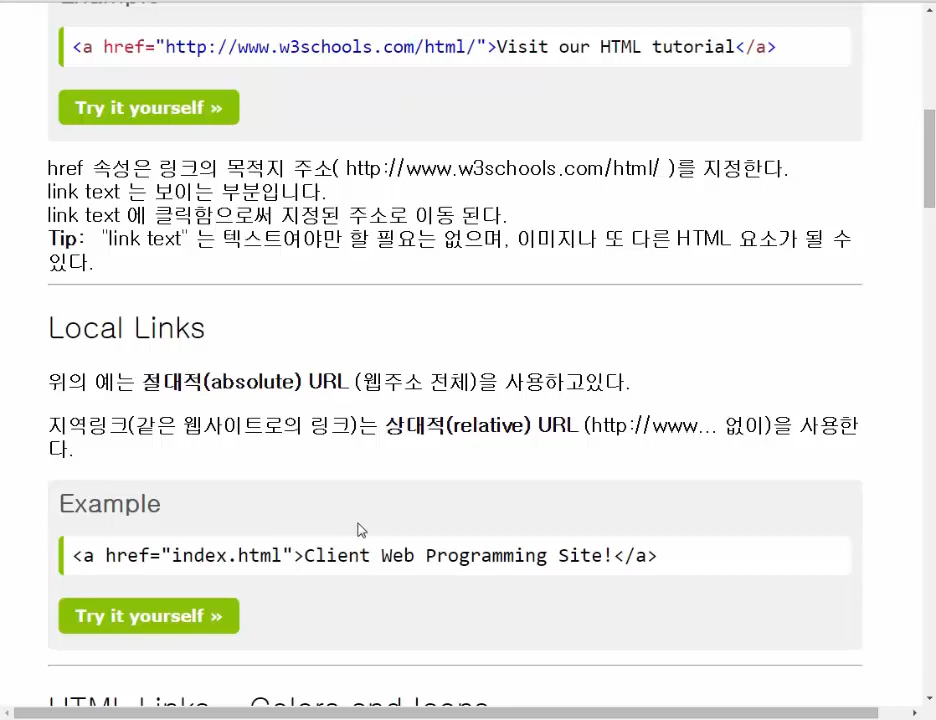 Example
<a href="http://www.w3schools.com/html/">Visit our HTML tutorial</a>
Try it yourself »
href 속성은 링크의 목적지 주소( http://www.w3schools.com/html/ )를 지정한다.
link text 는 보이는 부분입니다.
link text 에 클릭함으로써 지정된 주소로 이동 된다.
Tip: "link text" 는 텍스트여야만 할 필요는 없으며, 이미지나 또 다른 HTML 요소가 될 수
있다.
Local Links
위의 예는 절대적(absolute) URL (웹주소 전체)을 사용하고있다.
지역링크(같은 웹사이트로의 링크)는 상대적(relative) URL (http://www... 없이)을 사용한
다.
Example
<a href="index.html">Client Web Programming Site!</a>
Try it yourself »
HTML Links - Colors and Icons